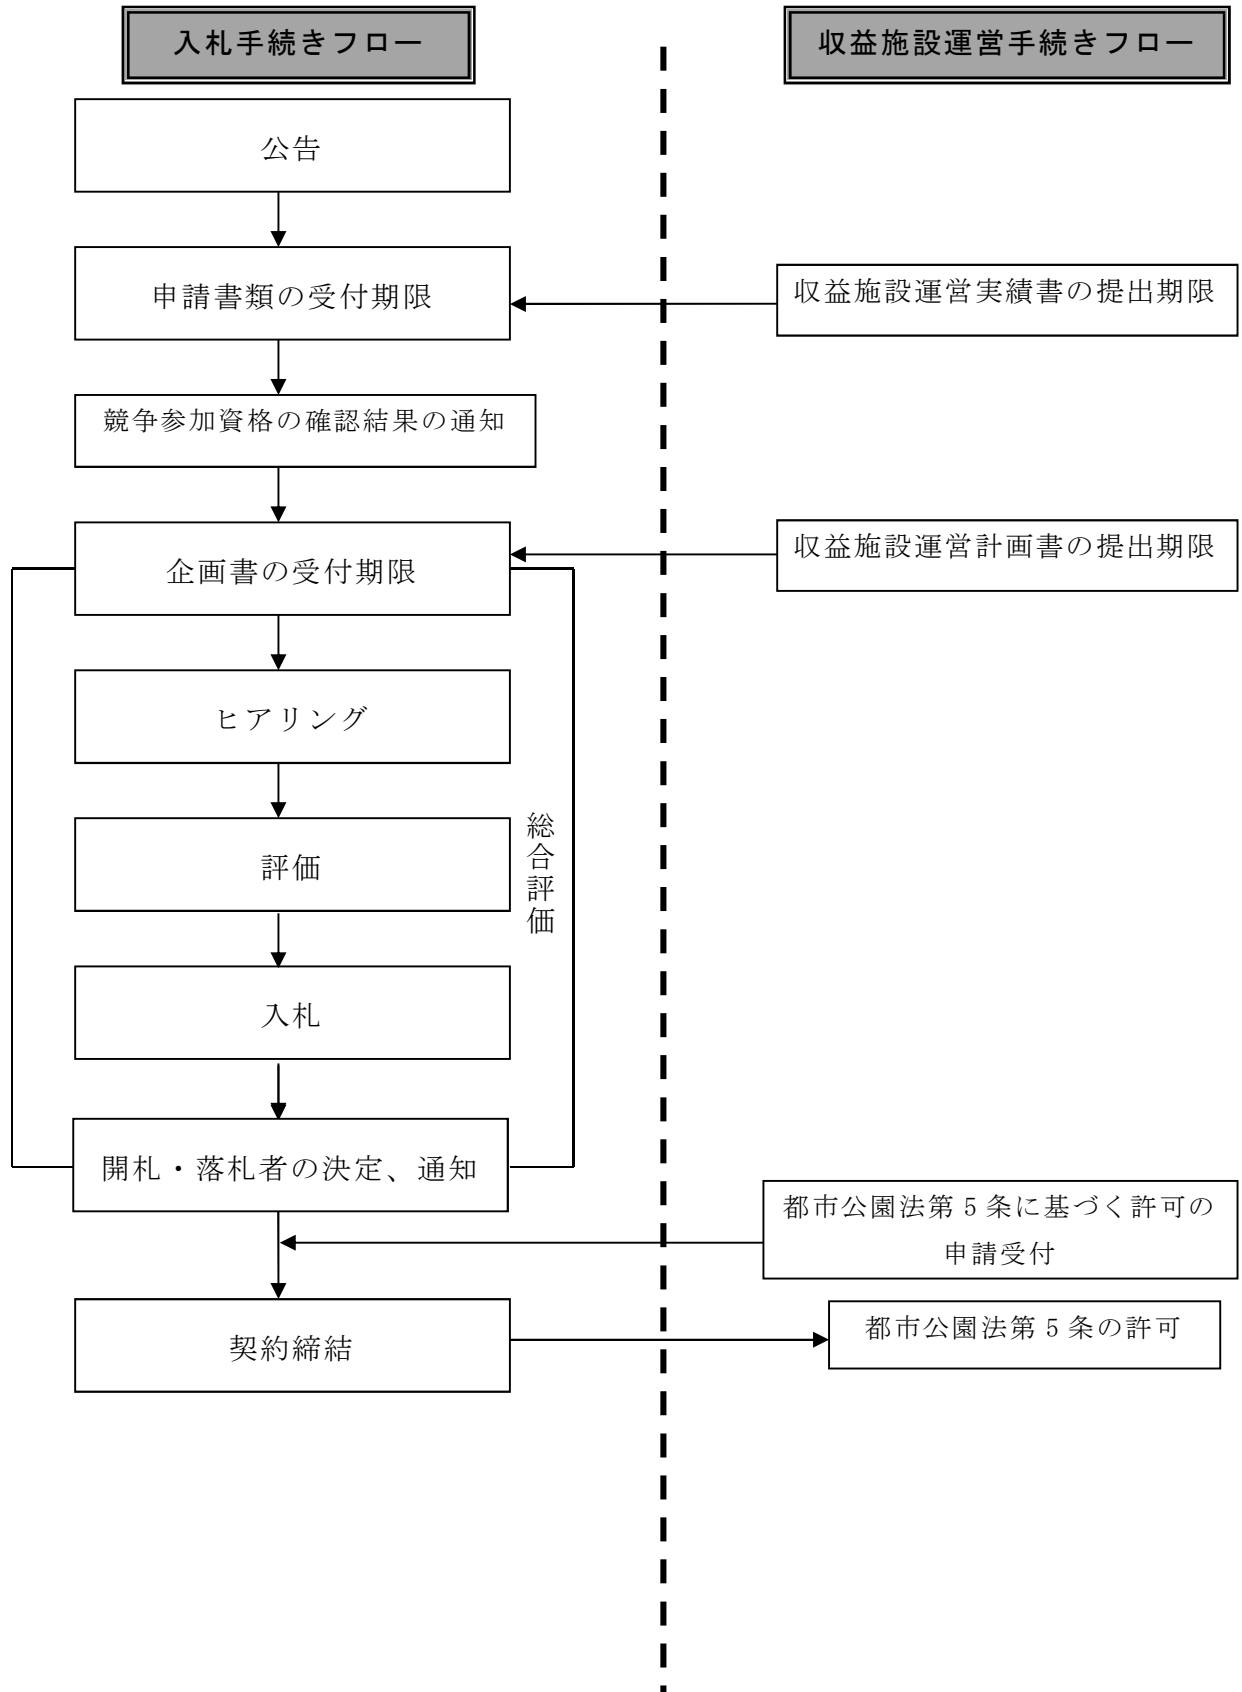 入札手続きフロー
収益施設運営手続きフロー
公告
申請書類の受付期限
収益施設運営実績書の提出期限
競争参加資格の確認結果の通知
企画書の受付期限
収益施設運営計画書の提出期限
ヒアリング
総合評価
評価
入札
開札・落札者の決定、通知
都市公園法第5条に基づく許可の
申請受付
契約締結
都市公園法第5条の許可